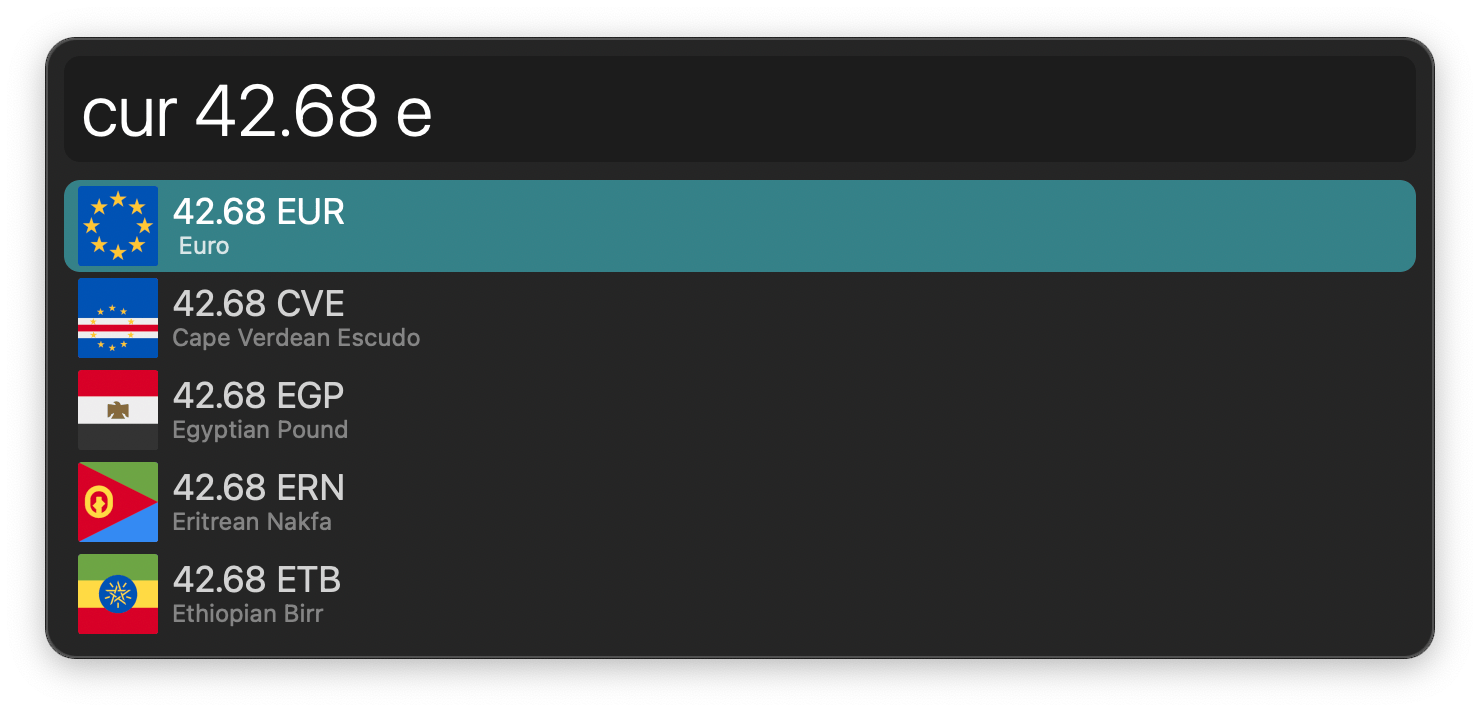 cur 42.68 e
42.68 EUR
Euro
42.68 CVE
Cape Verdean Escudo
42.68 EGP
Egyptian Pound
42.68 ERN
Eritrean Nakfa
42.68 ETB
Ethiopian Birr